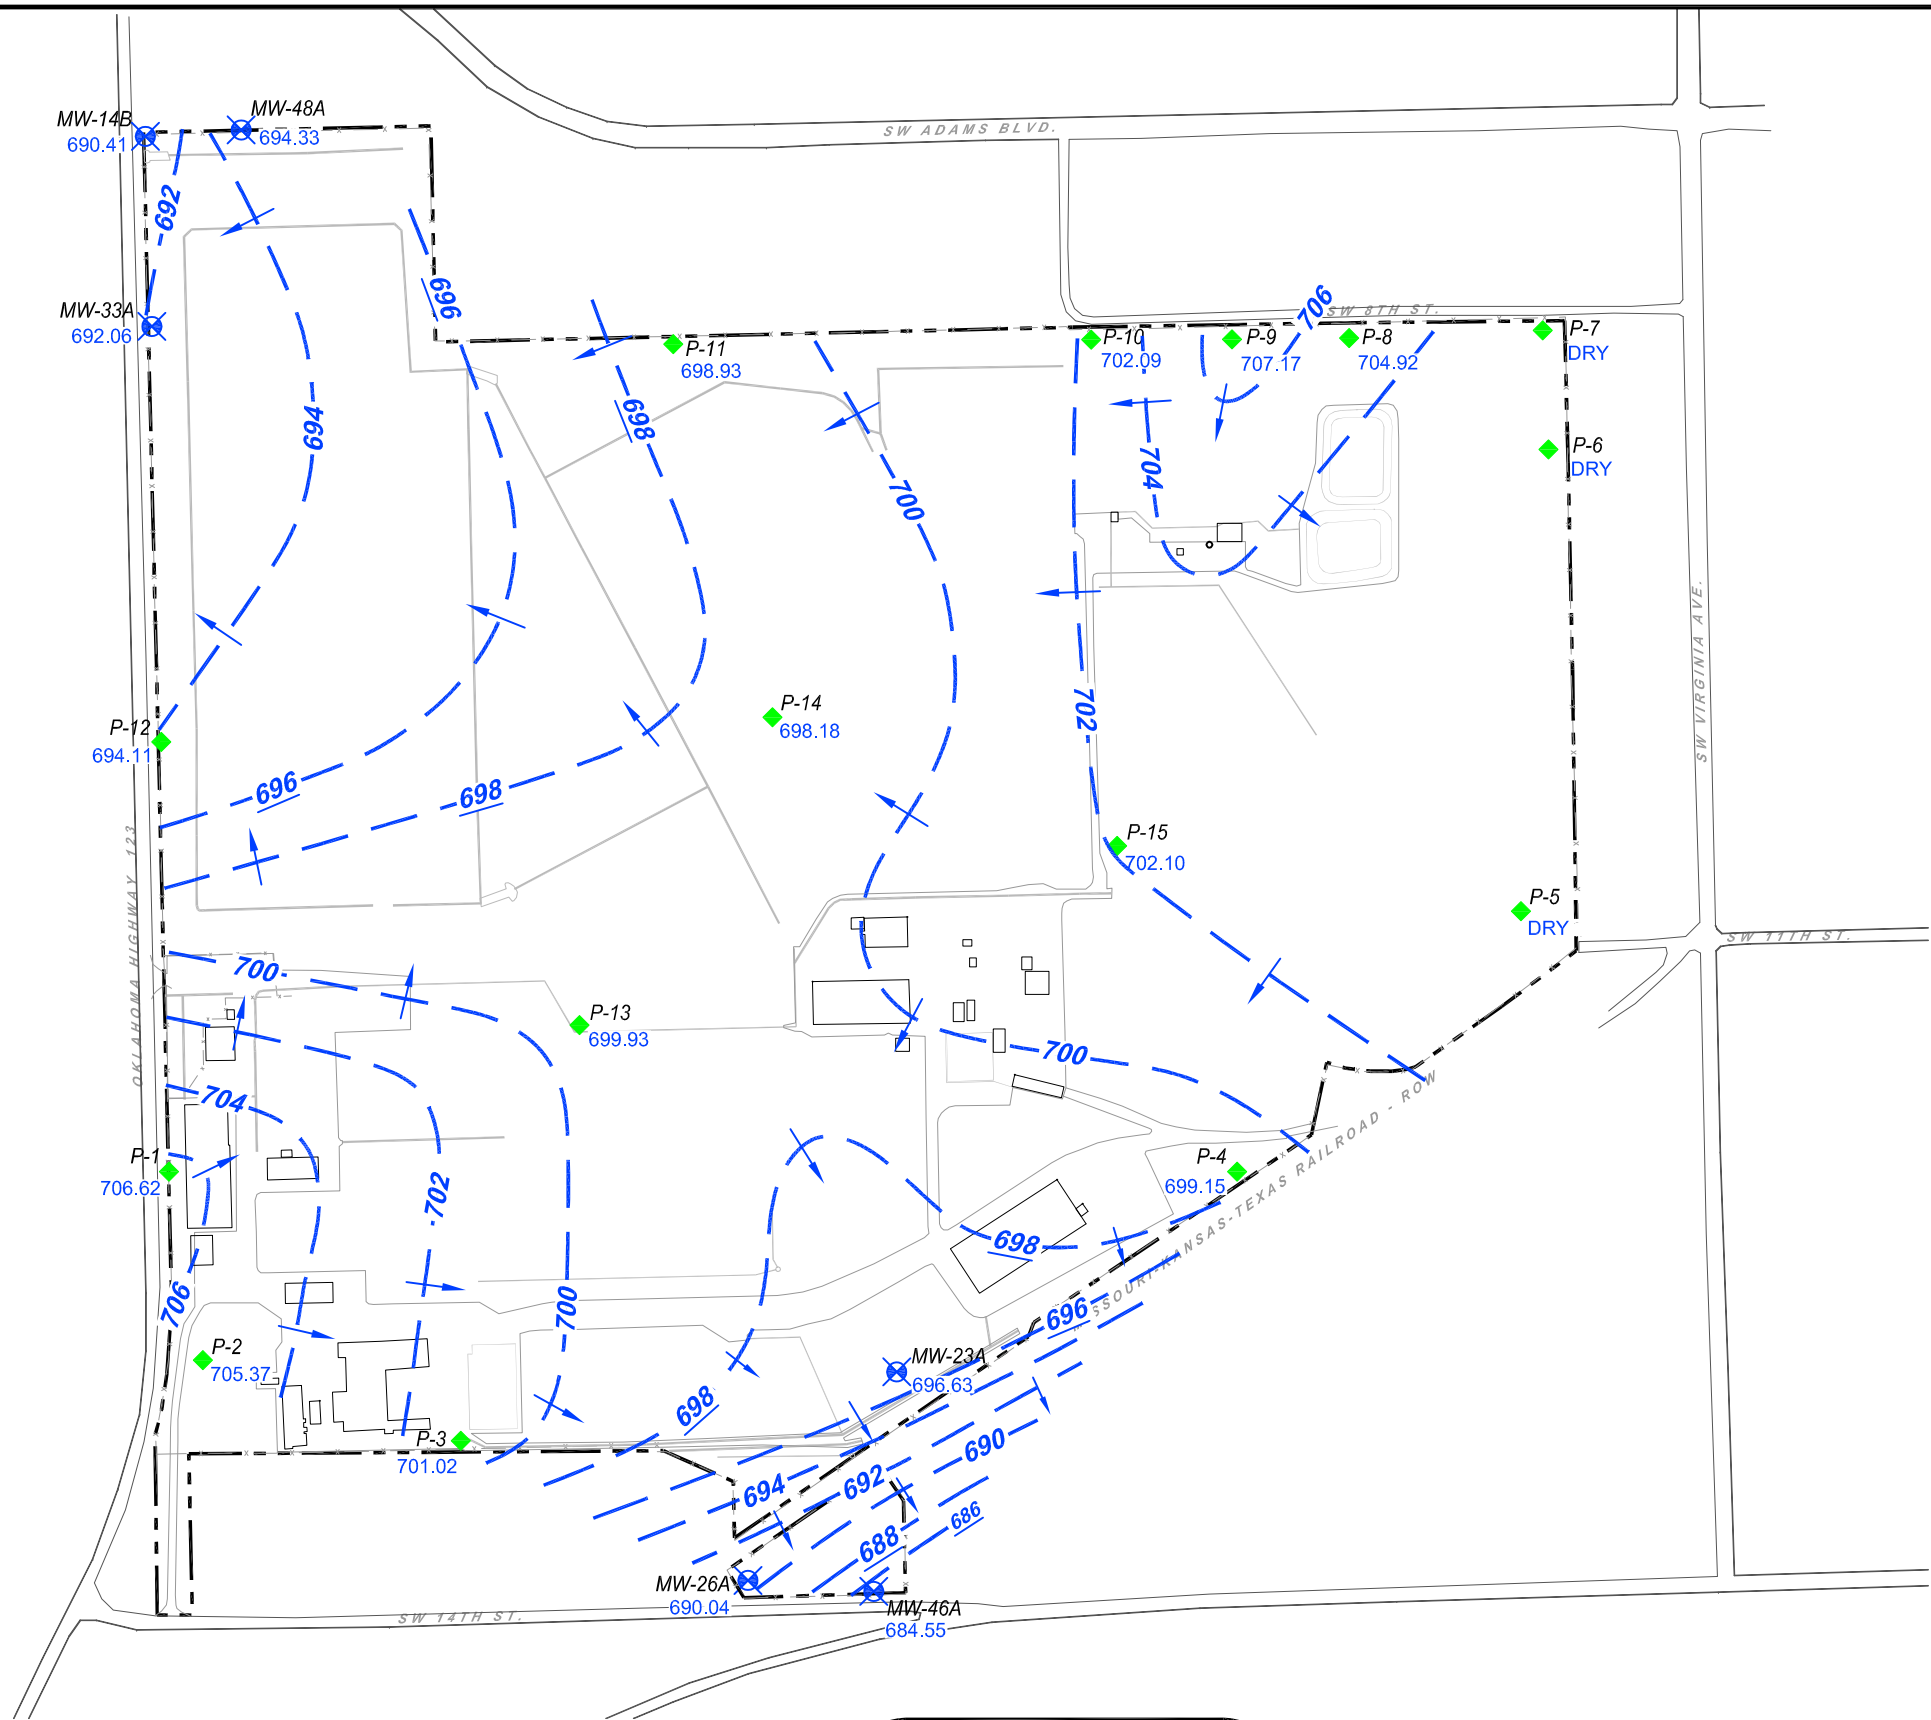 MW-14B
690.41
MW-48A
694.33
SW ADAMS BLVD.
692
MW-33A
692.06
696
P-11
698.93
P-10
702.09
P-9
707.17
706
SW 8TH ST.
P-8
704.92
P-7
DRY
694
698
700
704
P-6
DRY
SW VIRGINIA AVE.
P-12
694.11
P-14
698.18
702
696
698
P-15
702.10
OKLAHOMA HIGHWAY 123
P-5
DRY
SW 11TH ST.
700
P-13
699.93
700
704
P-1
706.62
702
P-4
699.15
698
KANSAS-TEXAS RAILROAD - ROW
706
700
696
P-2
705.37
MW-23A
696.63
698
P-3
701.02
690
694
692
686
688
MW-26A
690.04
MW-46A
684.55
SW 14TH ST.